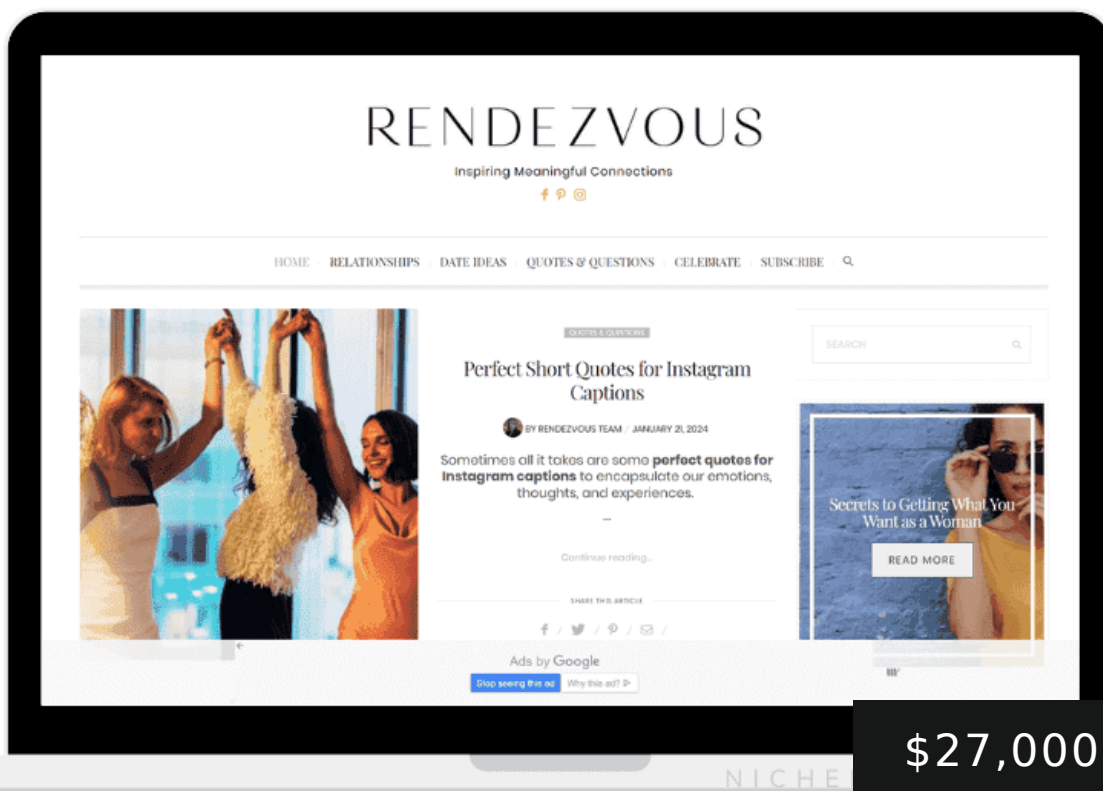 RENDEZVOUS
Inspiring Meaningful Connections
HOME RELATIONSHIPS DATE IDEAS QUOTES & QUESTIONS CELEBRATE SUBSCRIBE
QUOTES & QUESTIONS
Perfect Short Quotes for Instagram
Captions
BY RENDEZVOUS TEAM / JANUARY 21, 2024
Sometimes all it takes are some perfect quotes for
Instagram captions to encapsulate our emotions,
thoughts, and experiences.
...
Continue reading...
SHARE THIS ARTICLE
SEARCH
Secrets to Getting What You
Want as a Woman
READ MORE
Ads by Google
Stop seeing this ad Why this ad?
$27,000